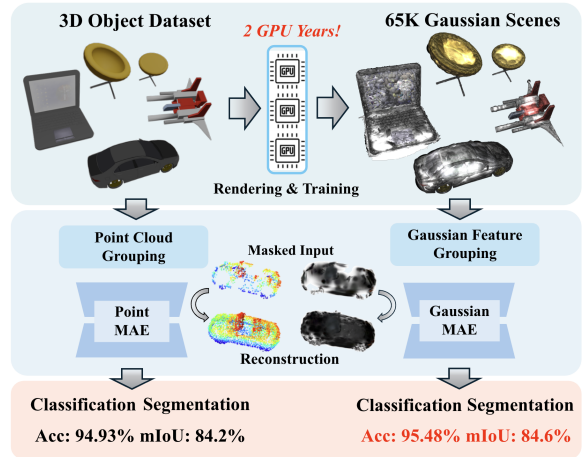 3D Object Dataset
2 GPU Years!
65K Gaussian Scenes
GPU
GPU
GPU
Rendering & Training
Point Cloud
Grouping
Masked Input
Gaussian Feature
Grouping
Point
MAE
Gaussian
MAE
Reconstruction
Classification Segmentation
Acc: 94.93% mIoU: 84.2%
Classification Segmentation
Acc: 95.48% mIoU: 84.6%